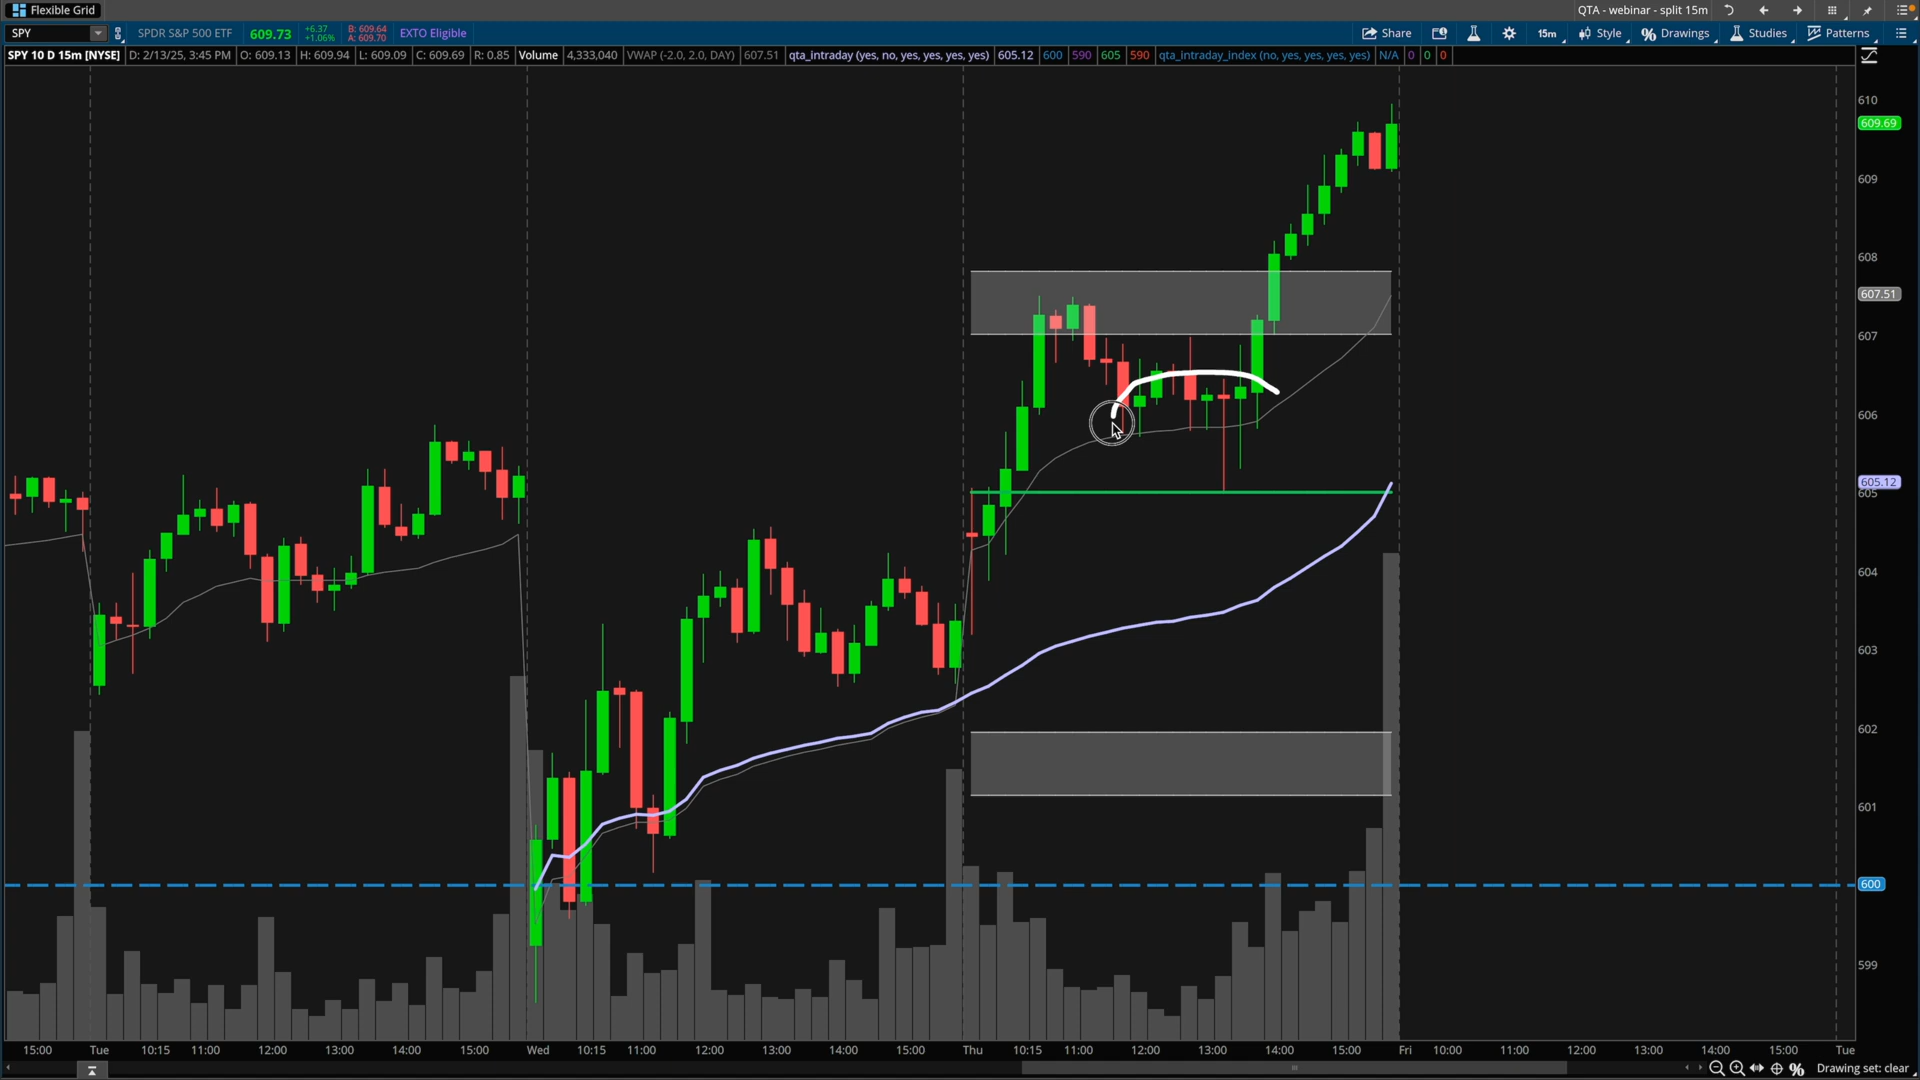 Flexible Grid
QTA - webinar - split 15m
SPY
SPDR S&P 500 ETF
609.73
+6.37
+1.06%
B: 609.64
A: 609.70
EXTO Eligible
Share
15m
Style
Drawings
Studies
Patterns
SPY 10 D 15m [NYSE] D: 2/13/25, 3:45 PM O: 609.13 H: 609.94 L: 609.09 C: 609.69 R: 0.85 Volume 4,333,040 VWAP (-2.0, 2.0, DAY) 607.51 qta_intraday (yes, no, yes, yes, yes, yes) 605.12 600 590 605 590 qta_intraday_index (no, yes, yes, yes, yes) N/A 0 0 0
610
609.69
609
608
607.51
607
606
605.12
605
604
603
602
601
600
599
15:00 Tue 10:15 11:00 12:00 13:00 14:00 15:00 Wed 10:15 11:00 12:00 13:00 14:00 15:00 Thu 10:15 11:00 12:00 13:00 14:00 15:00 Fri 10:00 11:00 12:00 13:00 14:00 15:00 Tue
Drawing set: clear